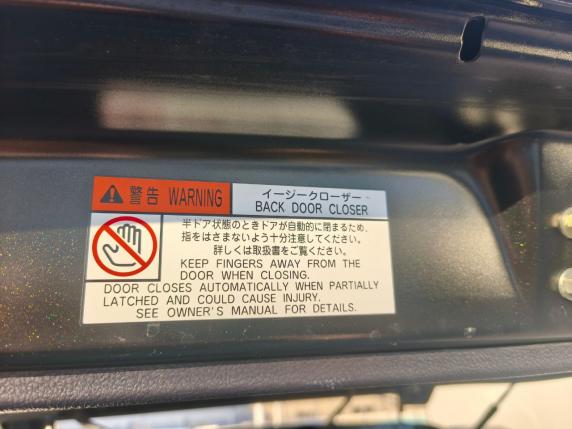 警告 WARNING
イージークローザー
BACK DOOR CLOSER
半ドア状態のときドアが自動的に閉まるため、
指をはさまないよう十分注意してください。
詳しくは取扱書をご覧ください。
KEEP FINGERS AWAY FROM THE
DOOR WHEN CLOSING.
DOOR CLOSES AUTOMATICALLY WHEN PARTIALLY
LATCHED AND COULD CAUSE INJURY.
SEE OWNER'S MANUAL FOR DETAILS.